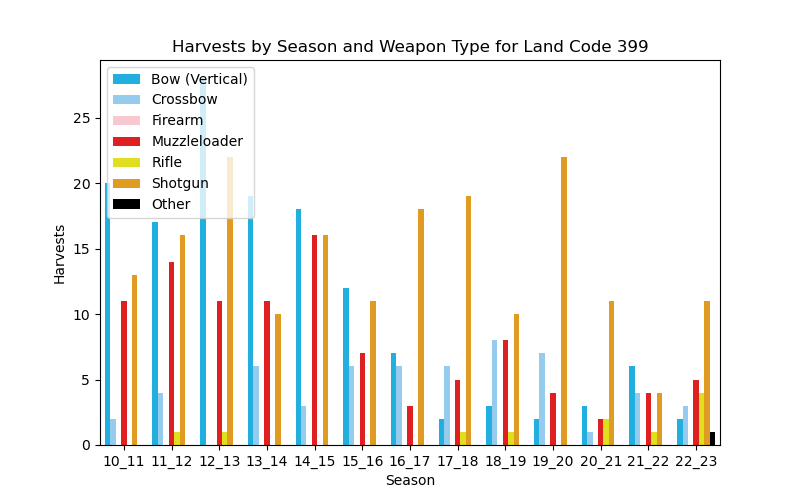 Harvests by Season and Weapon Type for Land Code 399
Bow (Vertical)
Crossbow
Firearm
Muzzleloader
Rifle
Shotgun
Other
25
20
15
10
5
0
Harvests
10_11 11_12 12_13 13_14 14_15 15_16 16_17 17_18 18_19 19_20 20_21 21_22 22_23
Season